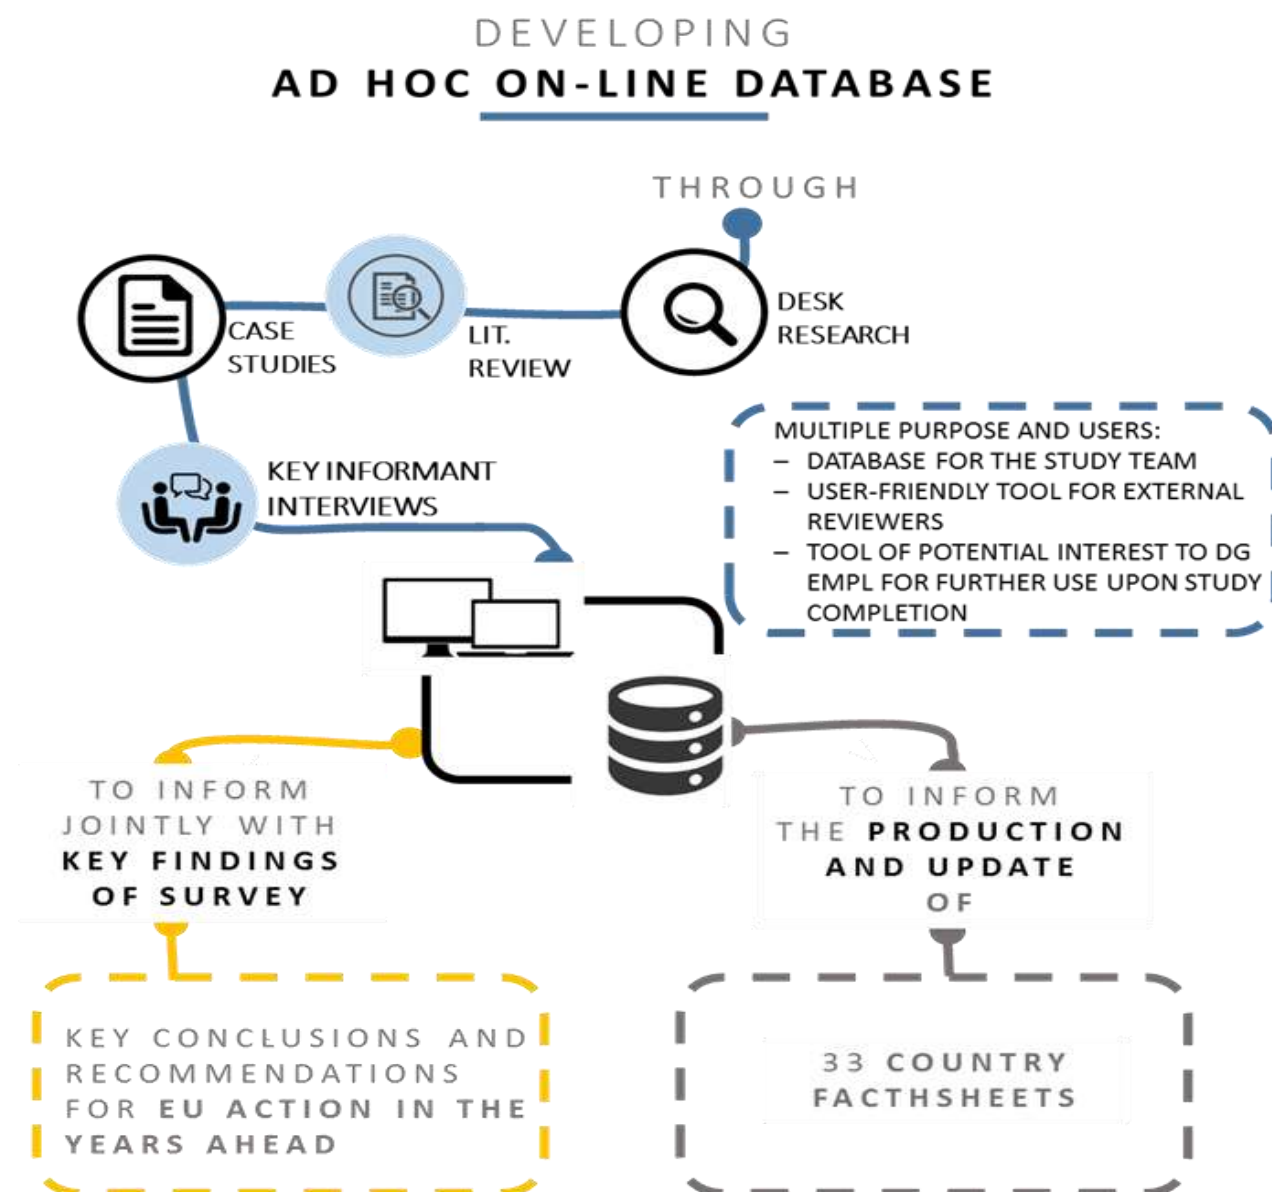 DEVELOPING
AD HOC ON-LINE DATABASE
THROUGH
DESK
RESEARCH
LIT.
REVIEW
CASE
STUDIES
KEY INFORMANT
INTERVIEWS
MULTIPLE PURPOSE AND USERS:
– DATABASE FOR THE STUDY TEAM
– USER-FRIENDLY TOOL FOR EXTERNAL
REVIEWERS
– TOOL OF POTENTIAL INTEREST TO DG
EMPL FOR FURTHER USE UPON STUDY
COMPLETION
TO INFORM
JOINTLY WITH
KEY FINDINGS
OF SURVEY
KEY CONCLUSIONS AND
RECOMMENDATIONS
FOR EU ACTION IN THE
YEARS AHEAD
TO INFORM
THE PRODUCTION
AND UPDATE
OF
33 COUNTRY
FACTHSHEETS